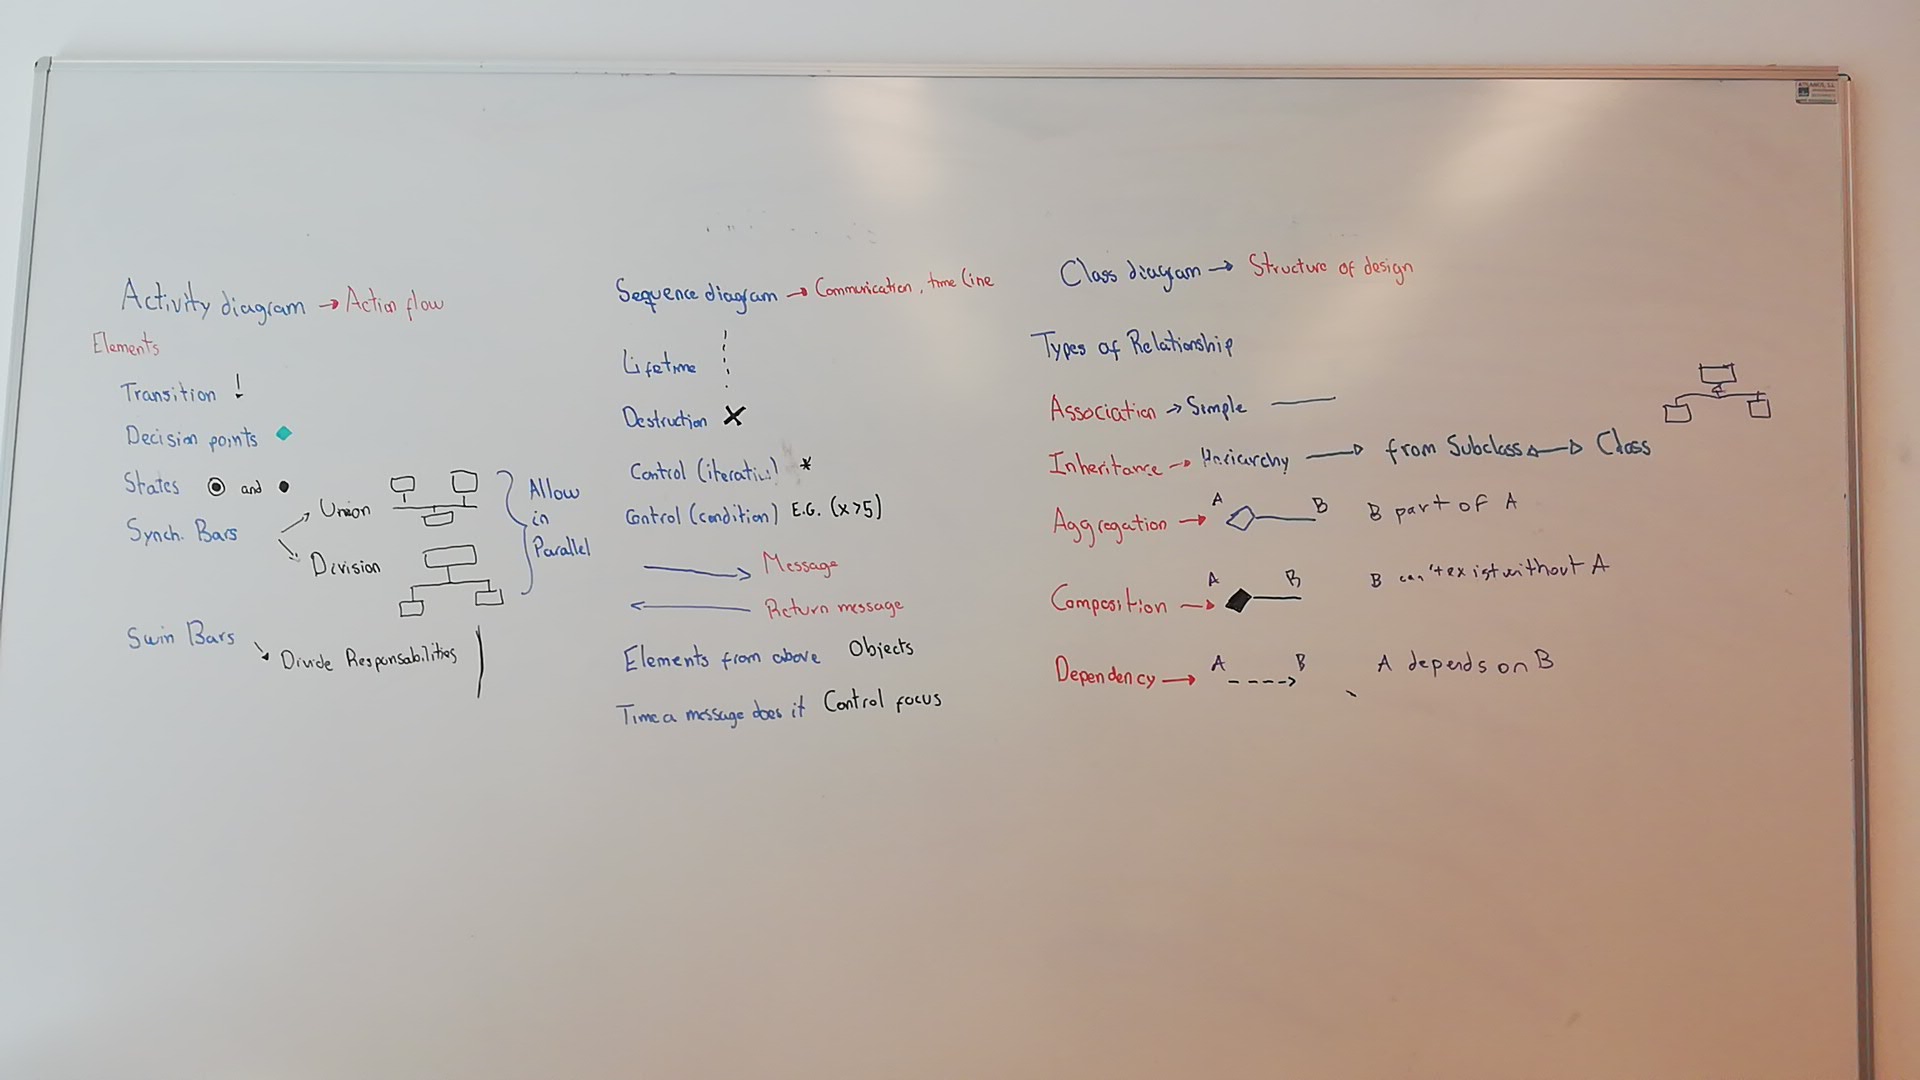 Activity diagram → Action flow
Elements
Transition
Decision points
States and
Synch. Bars
Union
Division
Allow
in
Parallel
Swin Bars
Divide Responsabilities
Sequence diagram → Communication, time line
Lifetime
Destruction X
Control (iterative) *
Control (condition) E.G. (x>5)
Message
Return message
Elements from above Objects
Time a message does it Control focus
Class diagram → Structure of design
Types of Relationship
Association → Simple
Inheritance → from Subclass Class
Aggregation → A B B part of A
Composition → A B B can't exist without A
Dependency → A B A depends on B